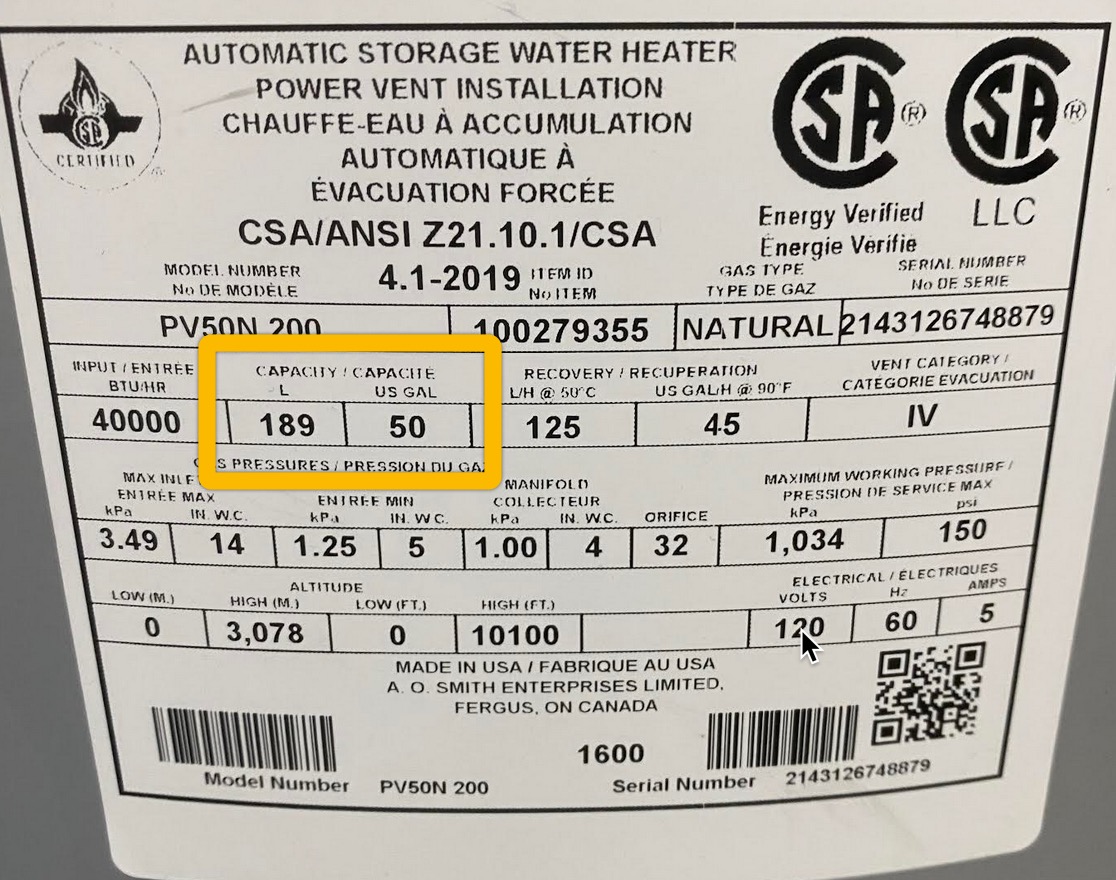 AUTOMATIC STORAGE WATER HEATER
POWER VENT INSTALLATION
CHAUFFE-EAU À ACCUMULATION
AUTOMATIQUE À
ÉVACUATION FORCÉE
CSA/ANSI Z21.10.1/CSA
4.1-2019
CSA
CERTIFIED
SA ®
SA ®
Energy Verified
Énergie Vérifie
LLC
MODEL NUMBER
No DE MODÈLE
ITEM ID
No ITEM
GAS TYPE
TYPE DE GAZ
SERIAL NUMBER
No DE SERIE
PV50N 200 100279355 NATURAL 2143126748879
INPUT / ENTRÉE
BTU/HR
CAPACITY / CAPACITÉ
L US GAL
RECOVERY / RECUPERATION
L/H @ 50°C US GAL/H @ 90°F
VENT CATEGORY /
CATÉGORIE EVACUATION
40000 189 50 125 45 IV
PRESSURES / PRESSION DU
MAX
ENTRÉE MAX
kPa IN. W.C.
ENTRÉE MIN
kPa IN. W.C.
MANIFOLD
COLLECTEUR
kPa IN. W.C. ORIFICE
MAXIMUM WORKING PRESSURE /
PRESSION DE SERVICE MAX
kPa psi
3.49 14 1.25 5 1.00 4 32 1,034 150
ALTITUDE
LOW (M.) HIGH (M.) LOW (FT.) HIGH (FT.)
ELECTRICAL / ÉLECTRIQUES
VOLTS Hz AMPS
0 3,078 0 10100 120 60 5
MADE IN USA / FABRIQUE AU USA
A. O. SMITH ENTERPRISES LIMITED,
FERGUS, ON CANADA
1600
Model Number PV50N 200
Serial Number 2143126748879